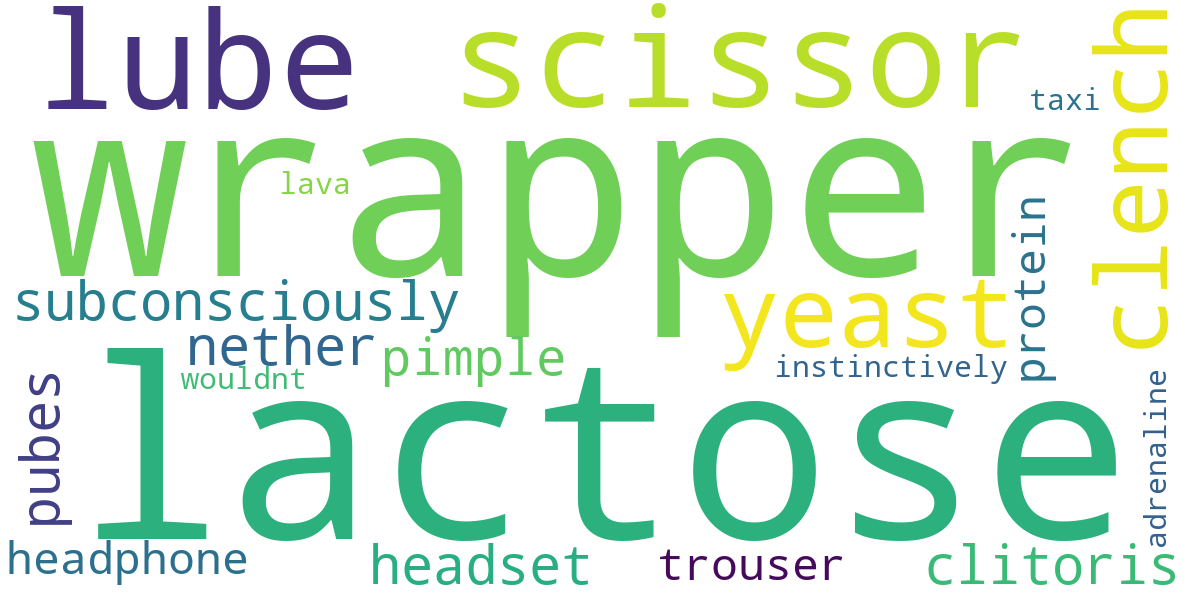 lube
scissor
clench
taxi
wrapper
lava
protein
subconsciously
yeast
nether
pimple
instinctively
wouldnt
lactose
pubes
adrenaline
headphone
headset
trouser
clitoris